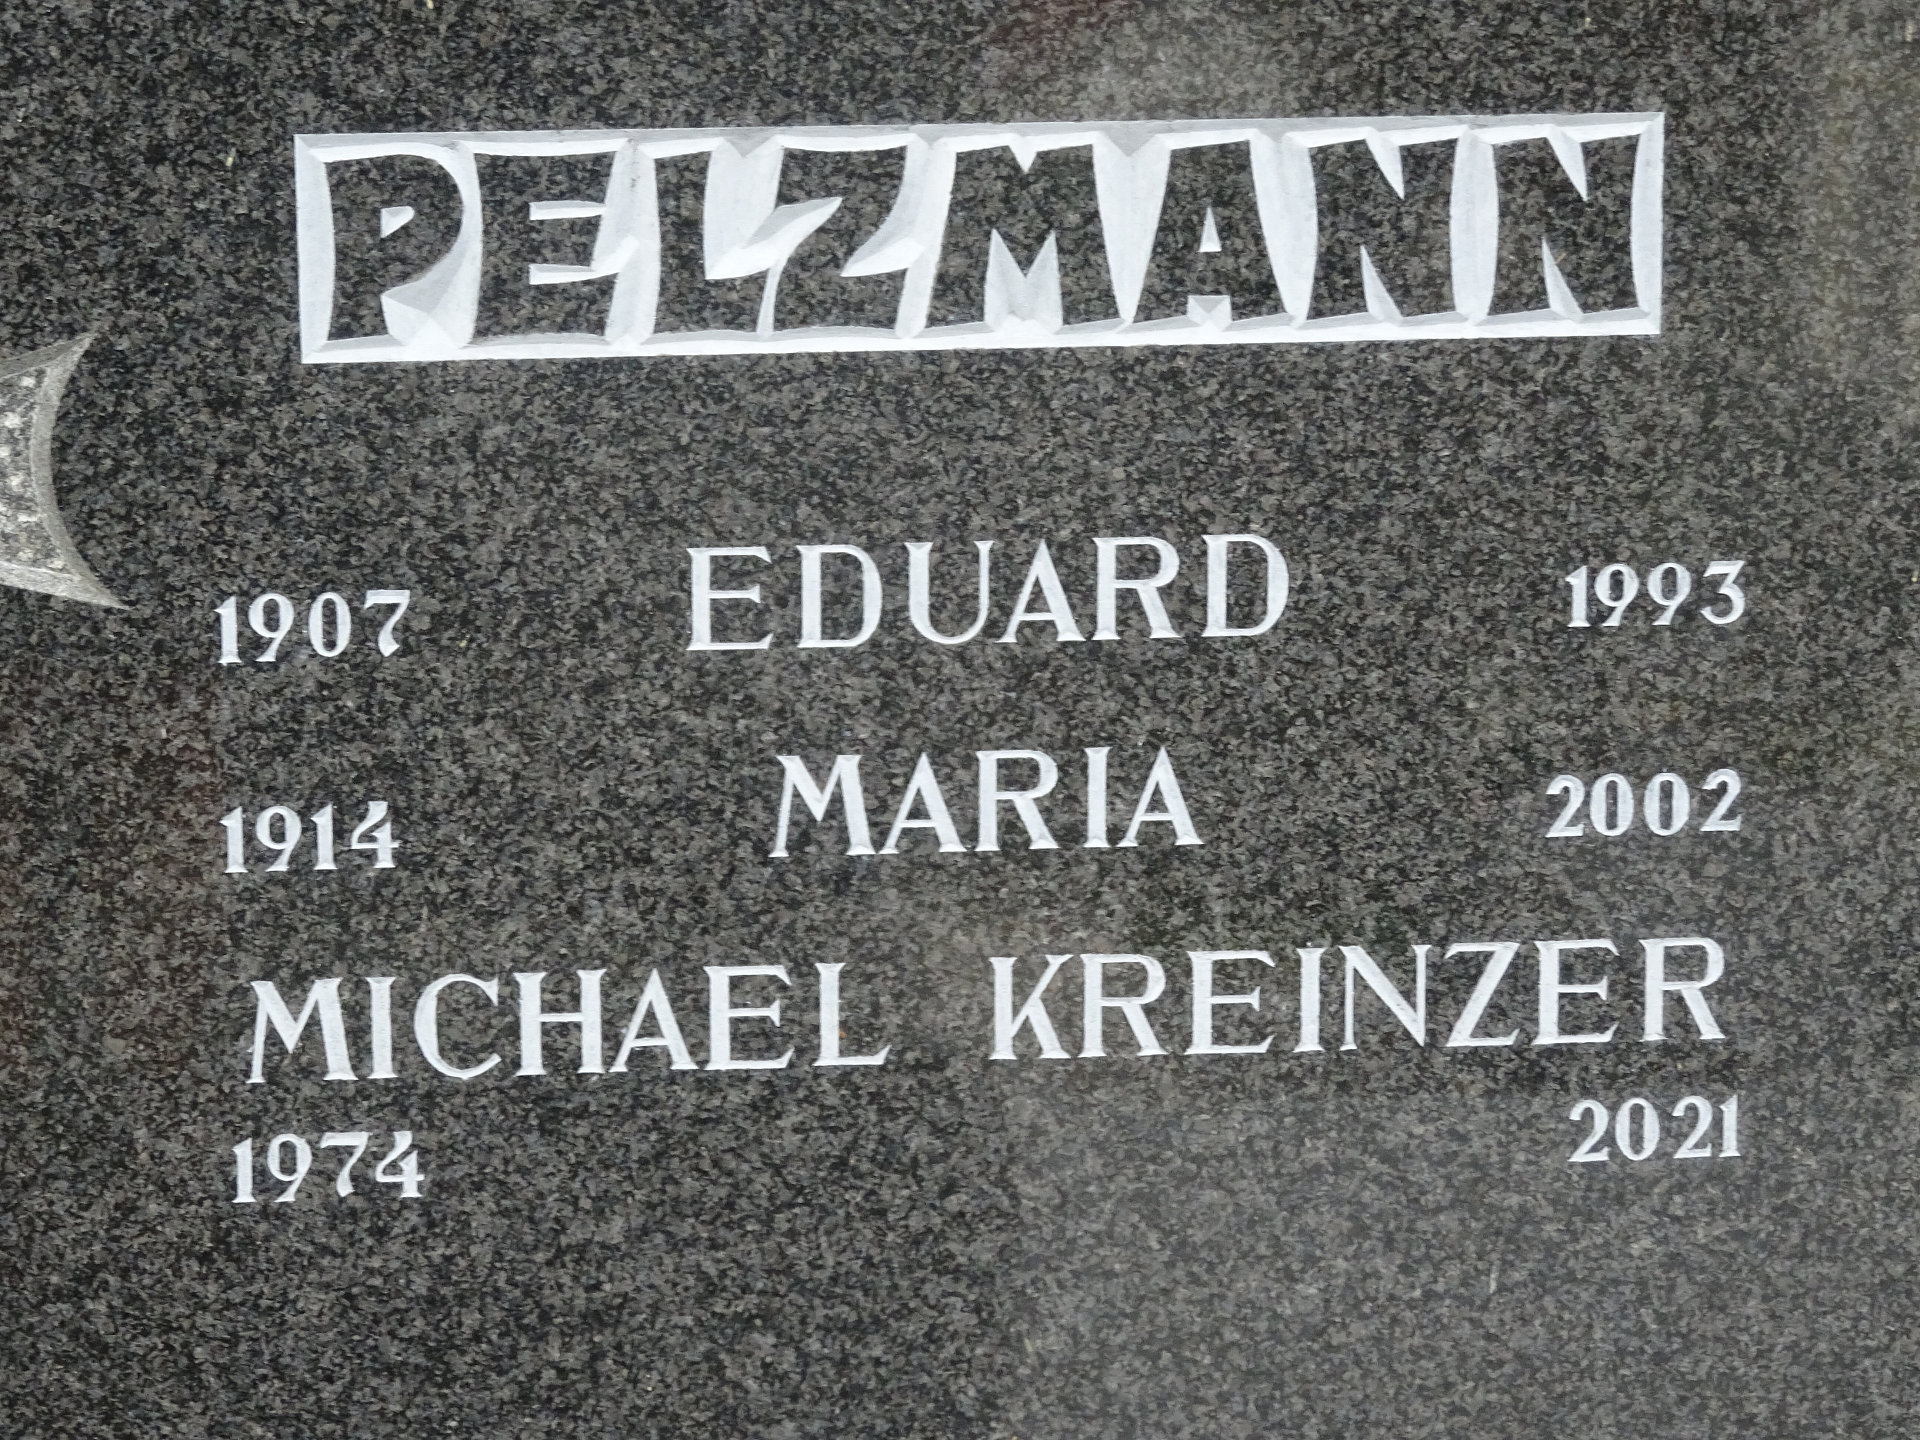 PELZMANN
1907 EDUARD 1993
1914 MARIA 2002
MICHAEL KREINZER
1974 2021